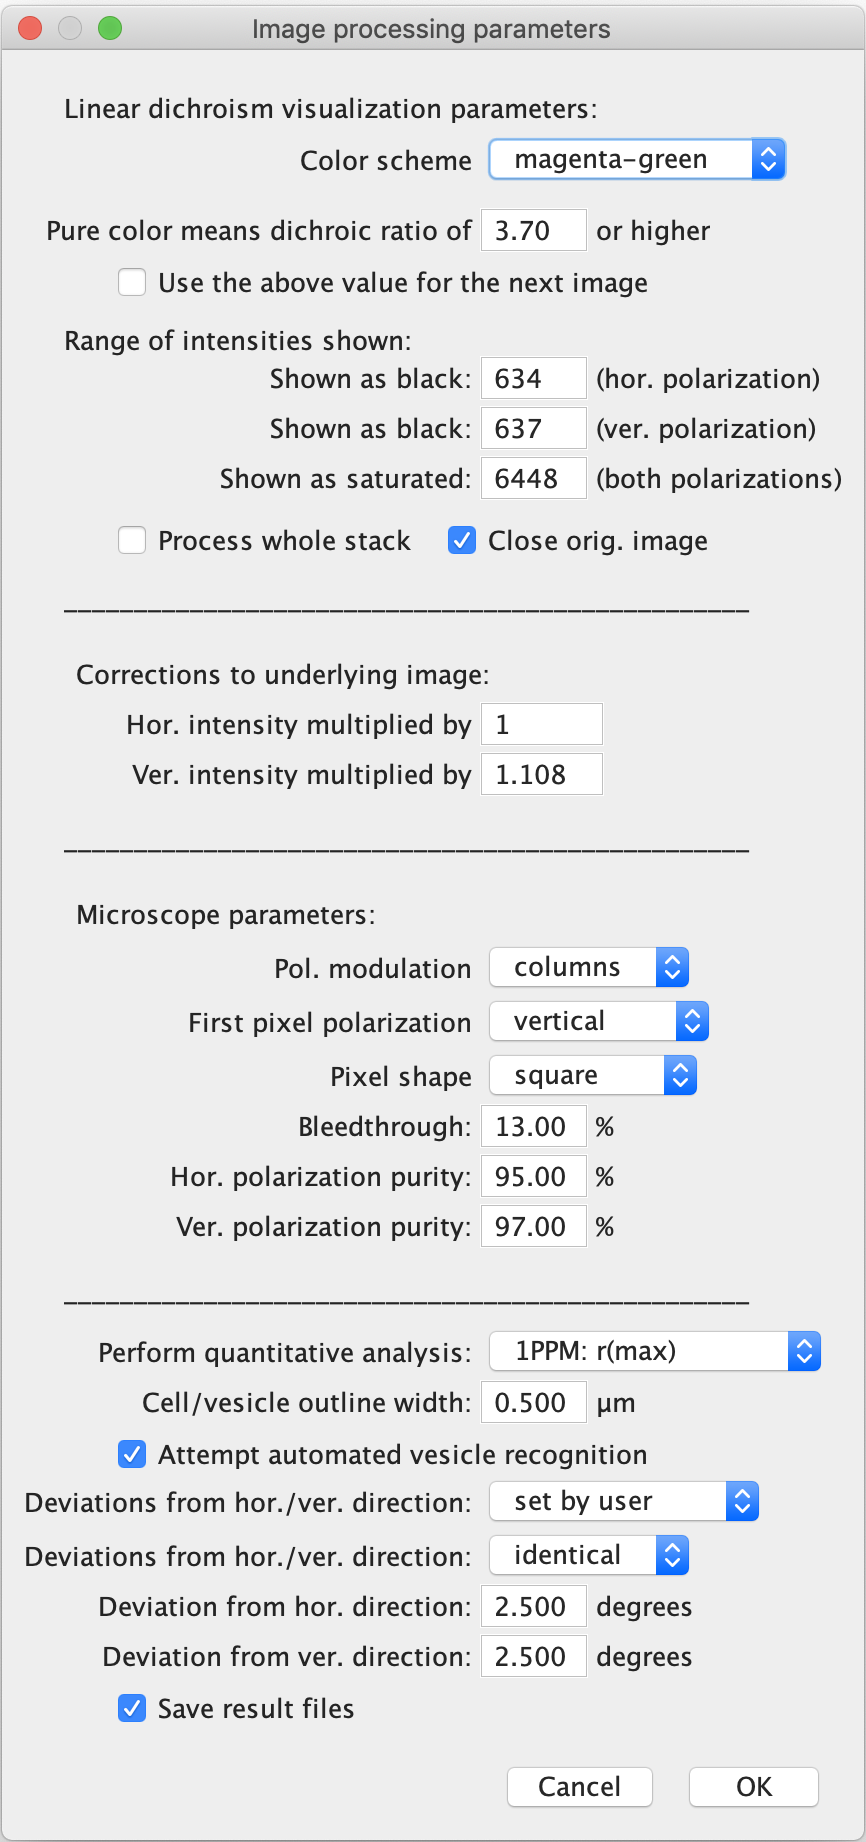 Image processing parameters
Linear dichroism visualization parameters:
Color scheme magenta-green
Pure color means dichroic ratio of 3.70 or higher
Use the above value for the next image
Range of intensities shown:
Shown as black: 634 (hor. polarization)
Shown as black: 637 (ver. polarization)
Shown as saturated: 6448 (both polarizations)
Process whole stack Close orig. image
Corrections to underlying image:
Hor. intensity multiplied by 1
Ver. intensity multiplied by 1.108
Microscope parameters:
Pol. modulation columns
First pixel polarization vertical
Pixel shape square
Bleedthrough: 13.00 %
Hor. polarization purity: 95.00 %
Ver. polarization purity: 97.00 %
Perform quantitative analysis: 1PPM: r(max)
Cell/vesicle outline width: 0.500 µm
Attempt automated vesicle recognition
Deviations from hor./ver. direction: set by user
Deviations from hor./ver. direction: identical
Deviation from hor. direction: 2.500 degrees
Deviation from ver. direction: 2.500 degrees
Save result files
Cancel OK